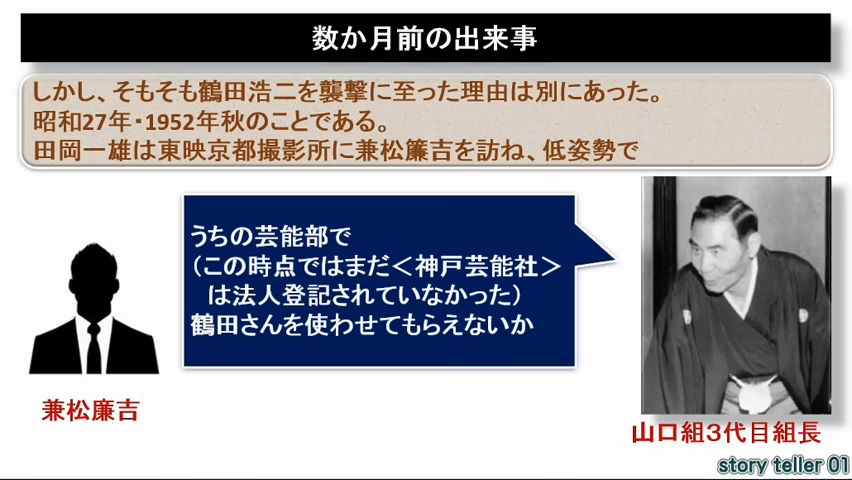 数か月前の出来事
しかし、そもそも鶴田浩二を襲撃に至った理由は別にあった。
昭和27年・1952年秋のことである。
田岡一雄は東映京都撮影所に兼松簾吉を訪ね、低姿勢で
うちの芸能部で
（この時点ではまだ＜神戸芸能社＞
は法人登記されていなかった）
鶴田さんを使わせてもらえないか
兼松廉吉
山口組3代目組長
story teller 01